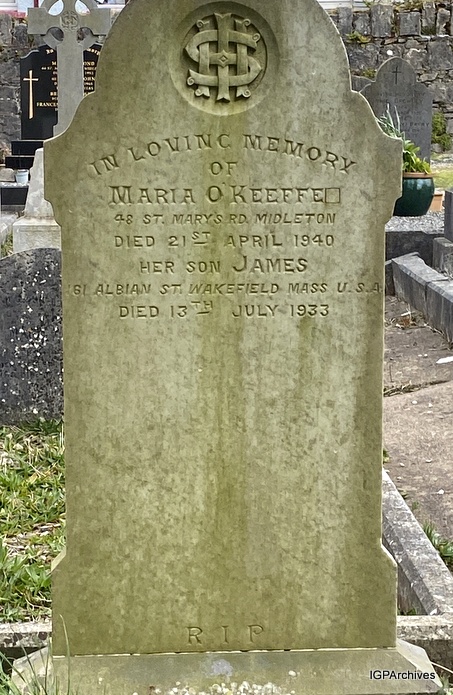 IHS
IN LOVING MEMORY
OF
MARIA O'KEEFFE
48 ST. MARYS RD. MIDLETON
DIED 21ST APRIL 1940
HER SON JAMES
61 ALBIAN ST. WAKEFIELD MASS U.S.A
DIED 13TH JULY 1933
R I P
IGPArchives